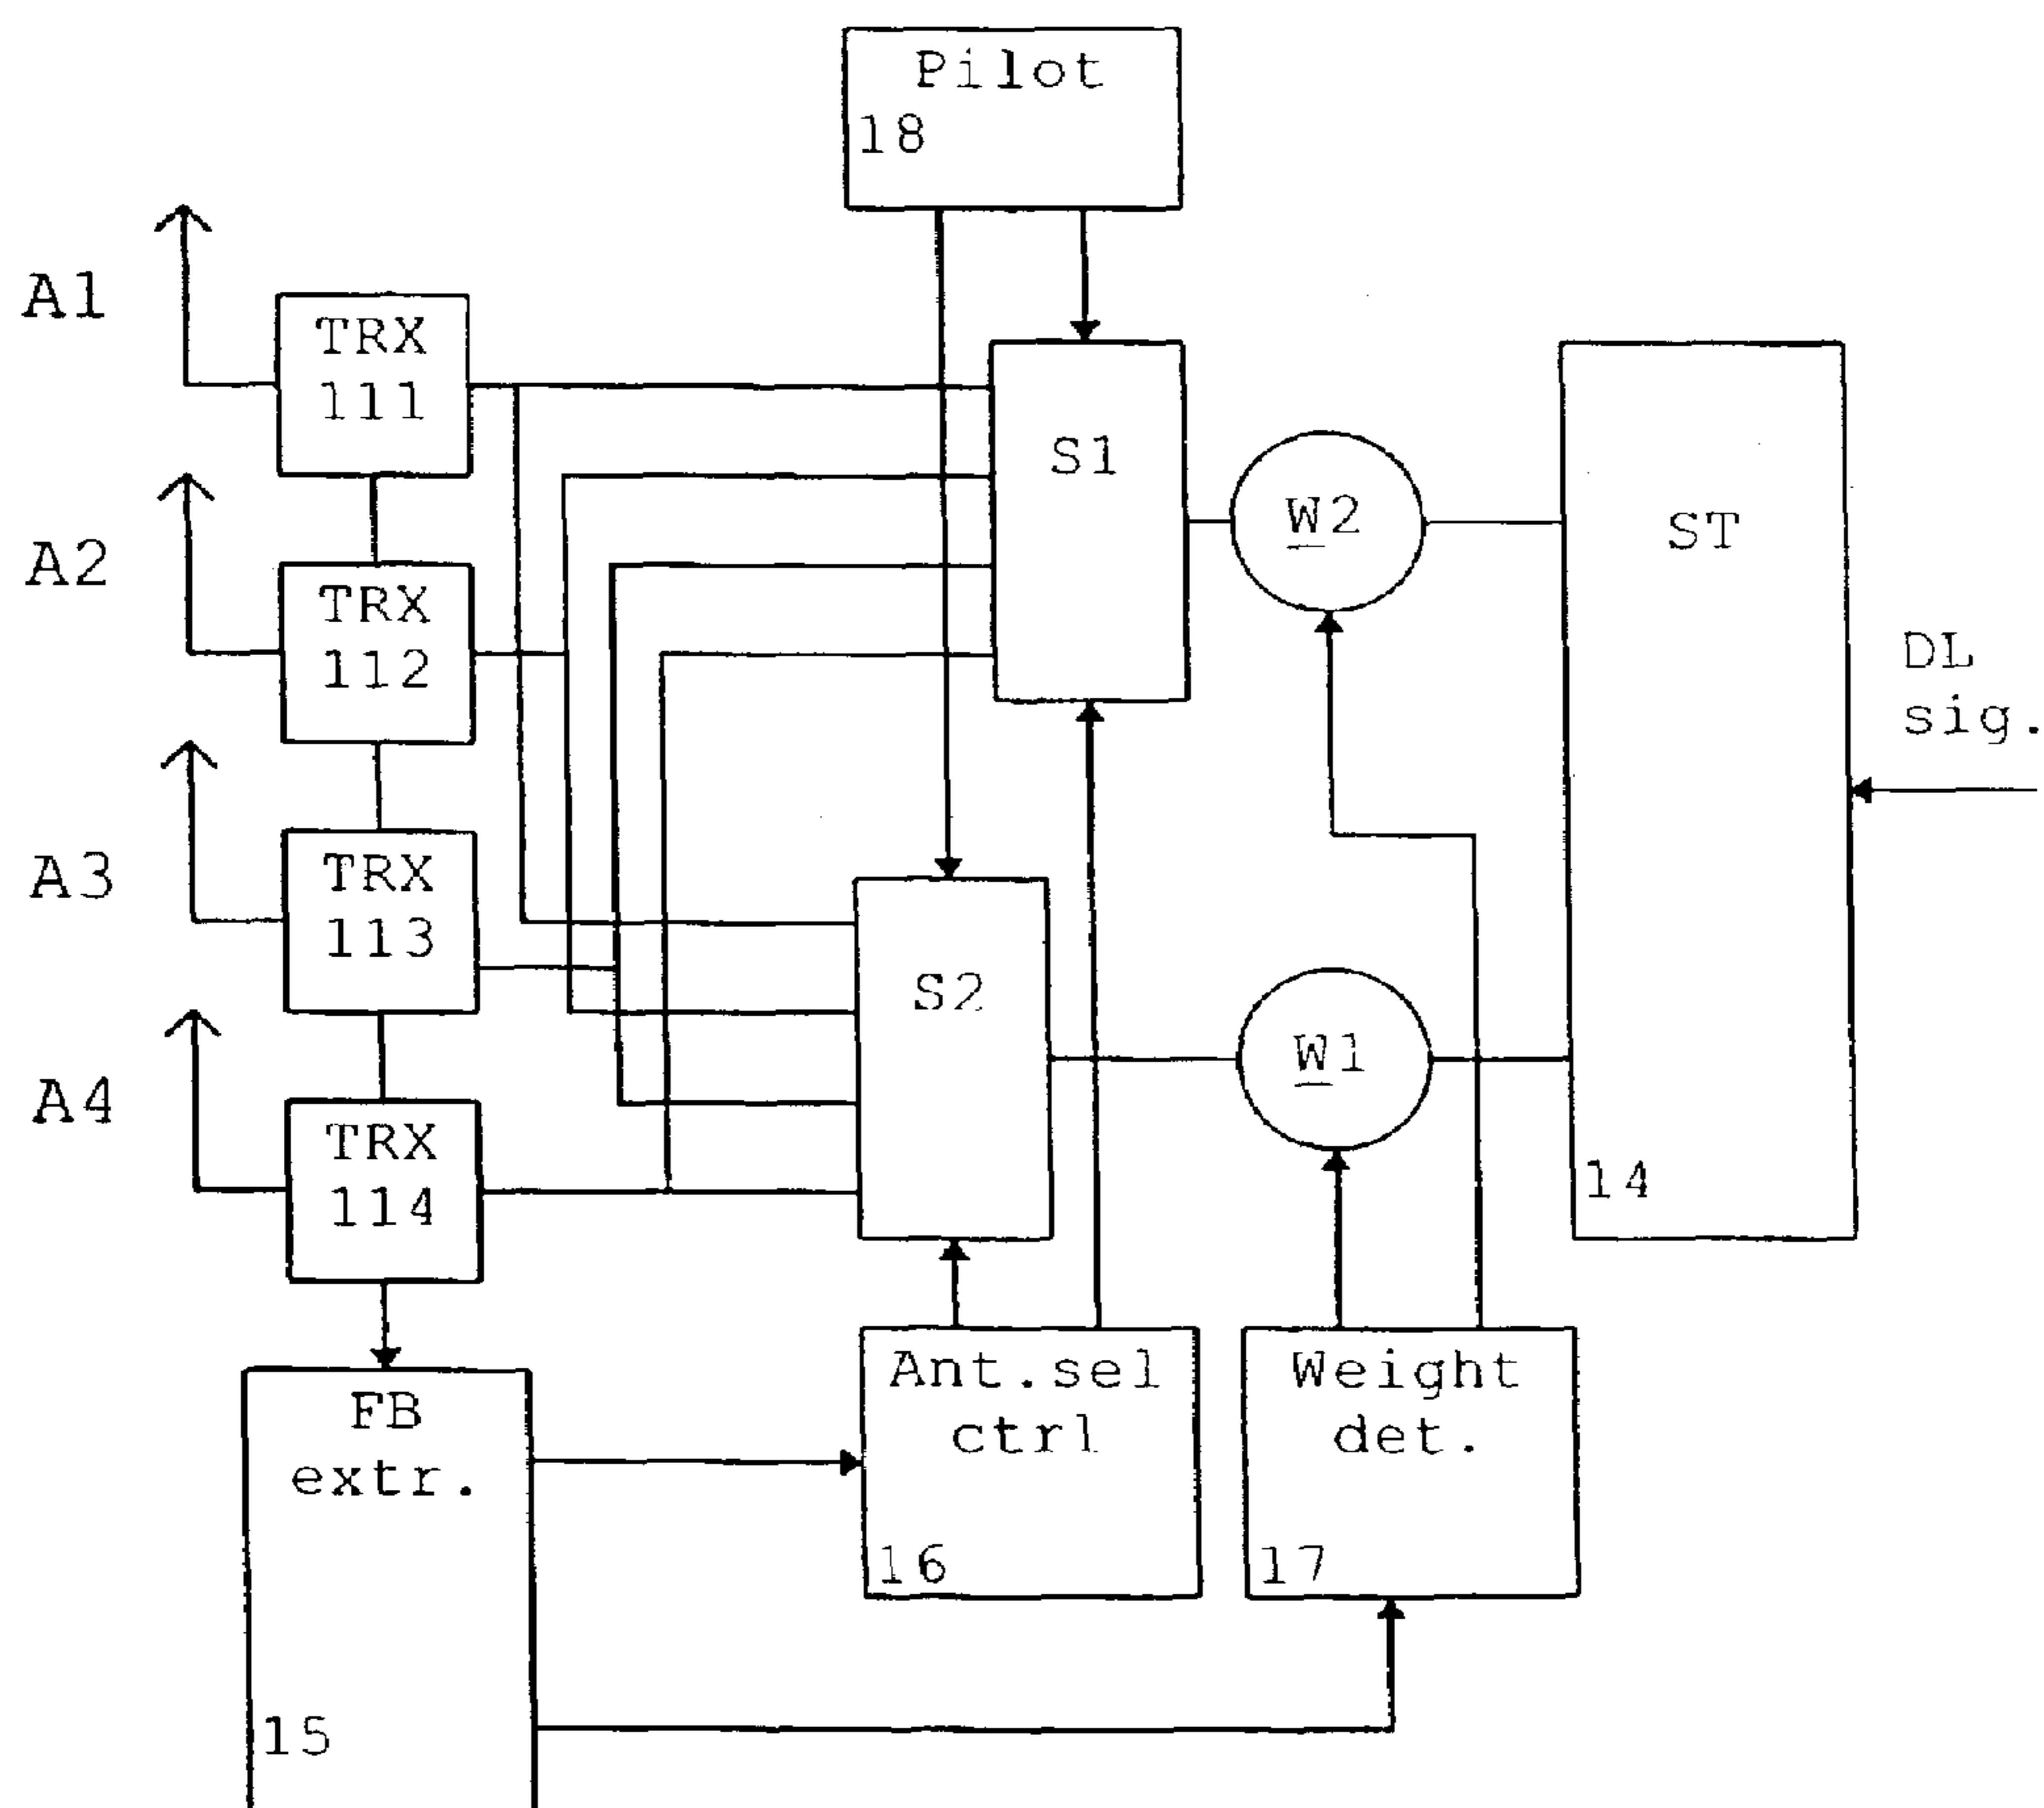 Pilot
18
A1
TRX
111
S1
W2
ST
A2
TRX
112
DL
sig.
A3
TRX
113
S2
W1
A4
TRX
114
14
FB
extr.
15
Ant.sel
ctrl
16
Weight
det.
17